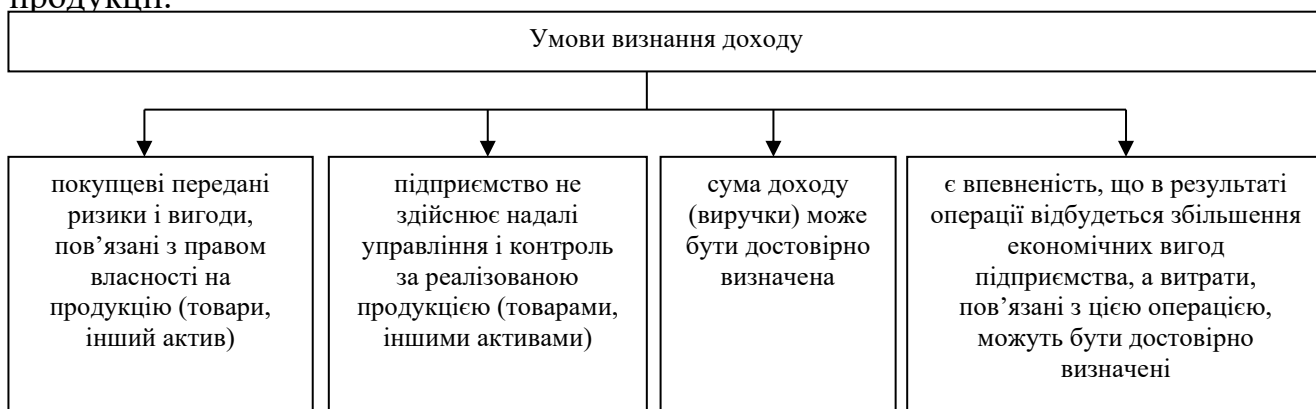 продукції.
Умови визнання доходу
покупцеві передані
ризики і вигоди,
пов’язані з правом
власності на
продукцію (товари,
інший актив)
підприємство не
здійснює надалі
управління і контроль
за реалізованою
продукцією (товарами,
іншими активами)
сума доходу
(виручки) може
бути достовірно
визначена
є впевненість, що в результаті
операції відбудеться збільшення
економічних вигод
підприємства, а витрати,
пов’язані з цією операцією,
можуть бути достовірно
визначені